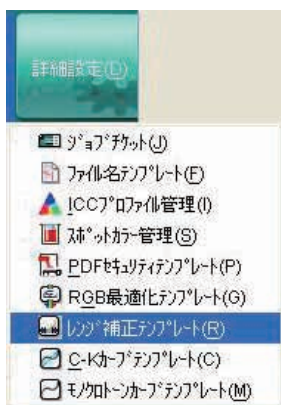 詳細設定(D)
ｼﾞｮﾌﾞﾁｹｯﾄ(J)
ﾌｧｲﾙ名ﾃﾝﾌﾟﾚｰﾄ(F)
ICCﾌﾟﾛﾌｧｲﾙ管理(I)
ｽﾎﾟｯﾄｶﾗｰ管理(S)
PDFｾｷｭﾘﾃｨﾃﾝﾌﾟﾚｰﾄ(P)
RGB最適化ﾃﾝﾌﾟﾚｰﾄ(G)
ﾚﾝｼﾞ補正ﾃﾝﾌﾟﾚｰﾄ(R)
C-Kｶｰﾌﾞﾃﾝﾌﾟﾚｰﾄ(C)
ﾓﾉｸﾛﾄｰﾝｶｰﾌﾞﾃﾝﾌﾟﾚｰﾄ(M)